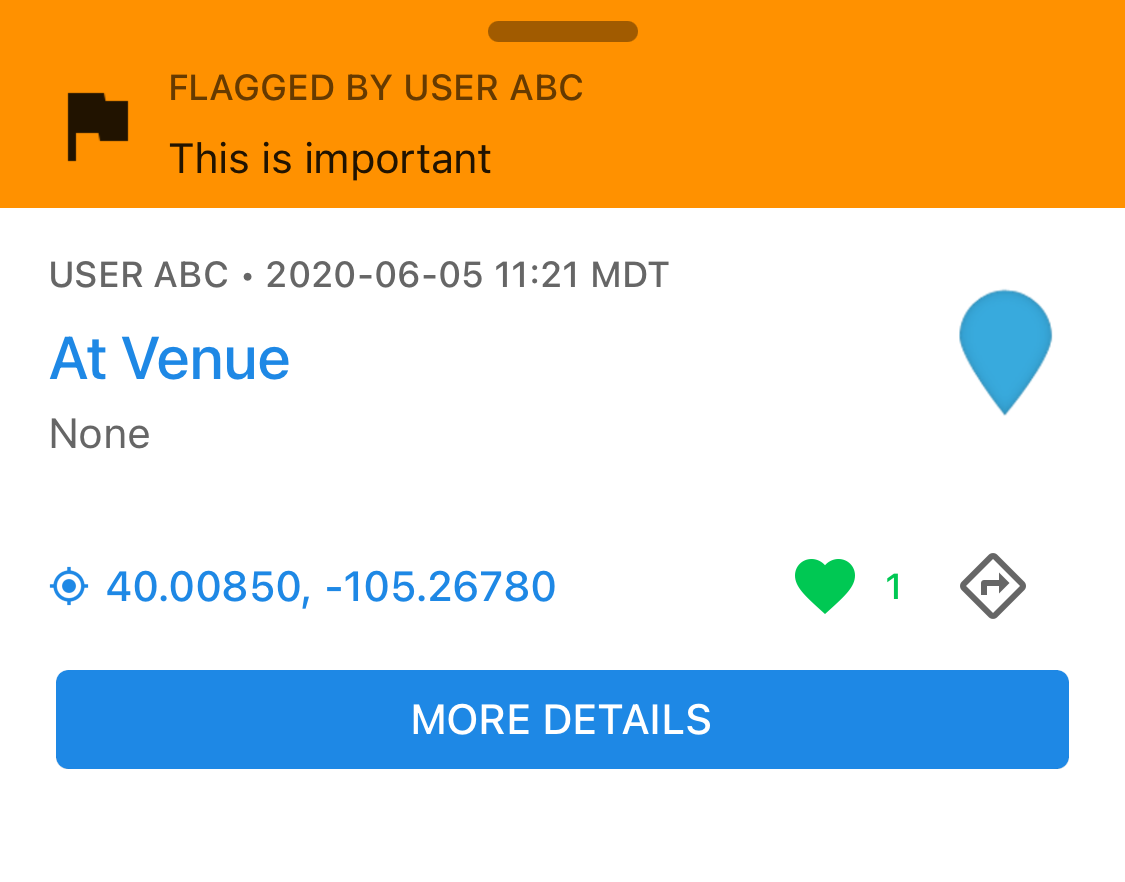 FLAGGED BY USER ABC
This is important
USER ABC • 2020-06-05 11:21 MDT
At Venue
None
40.00850, -105.26780
1
MORE DETAILS